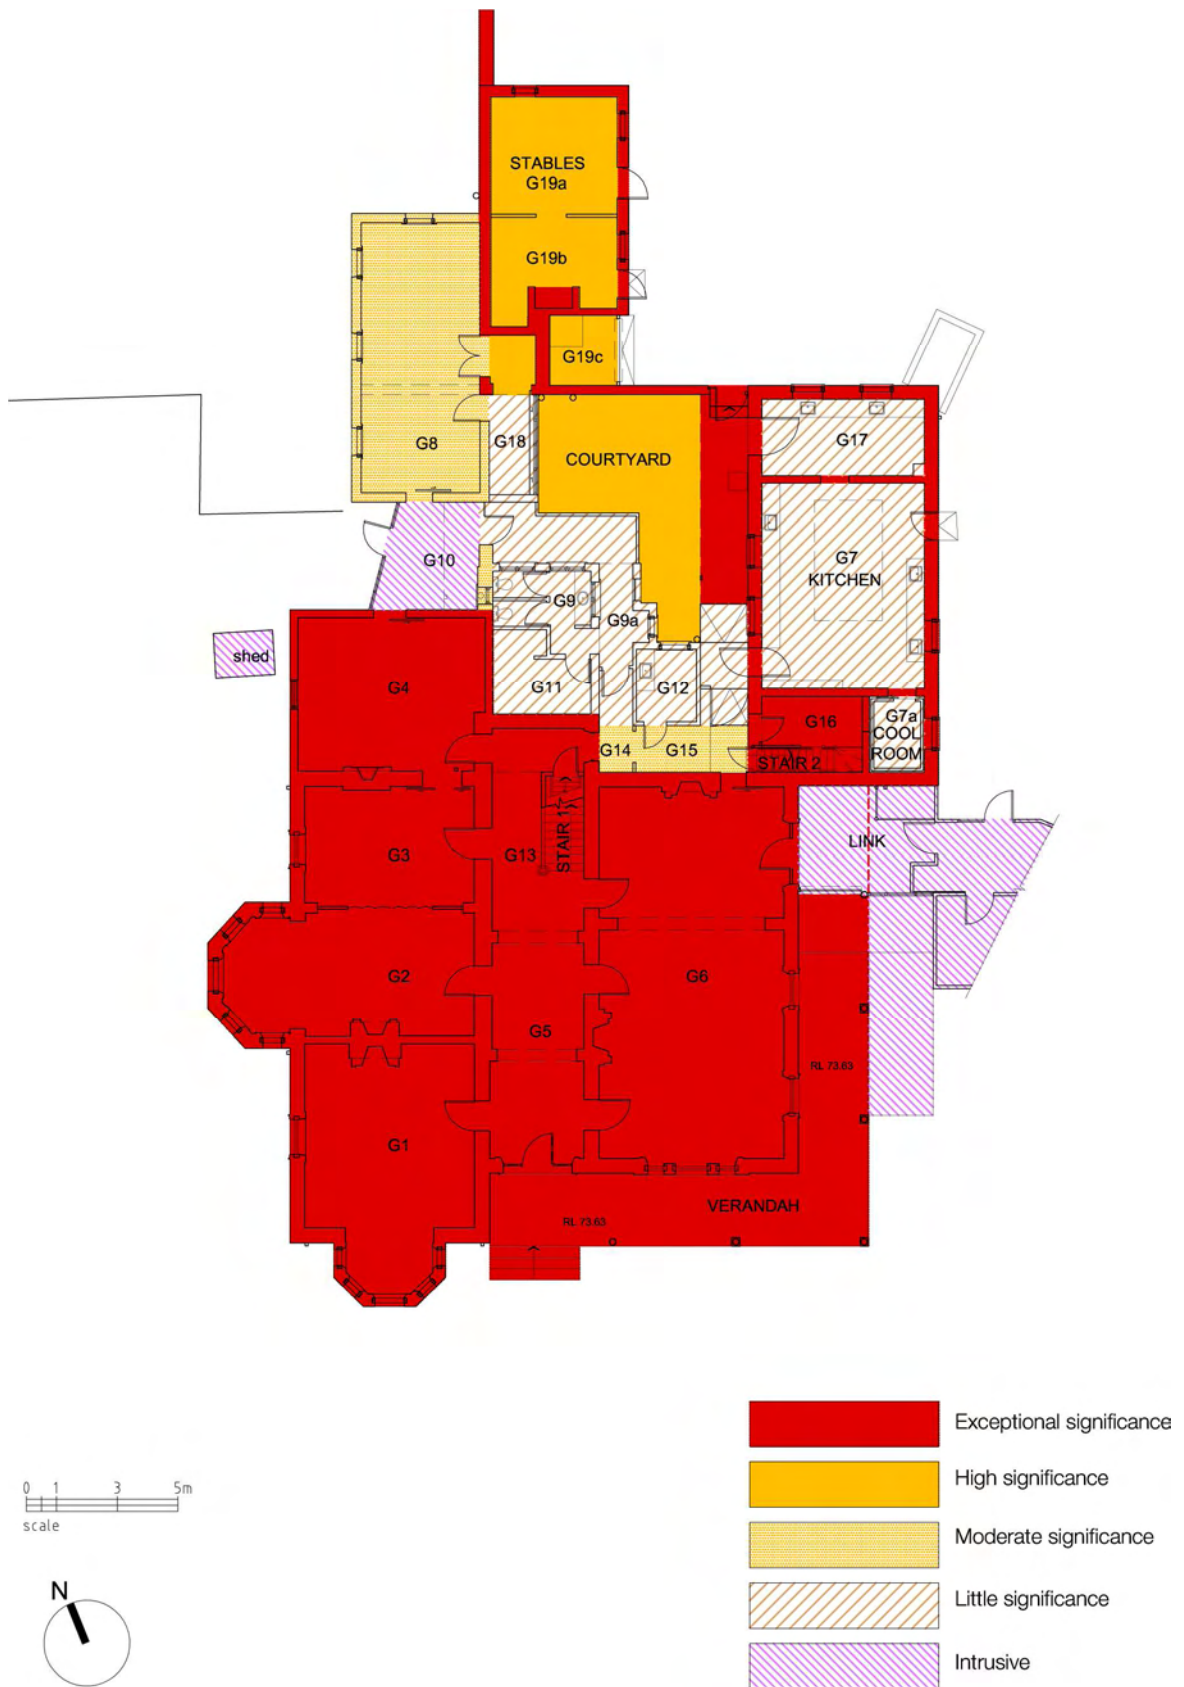 STABLES
G19a
G19b
G19c
G8
G18
COURTYARD
G17
G7
KITCHEN
G10
G9
G9a
shed
G4
G11
G12
G16
G7a
COOL
ROOM
G14
G15
STAIR 2
G3
G13
STAIR 1
LINK
G2
G6
G5
RL 73.63
G1
VERANDAH
RL 73.63
Exceptional significance
High significance
Moderate significance
Little significance
Intrusive
0 1 3 5m
scale
N